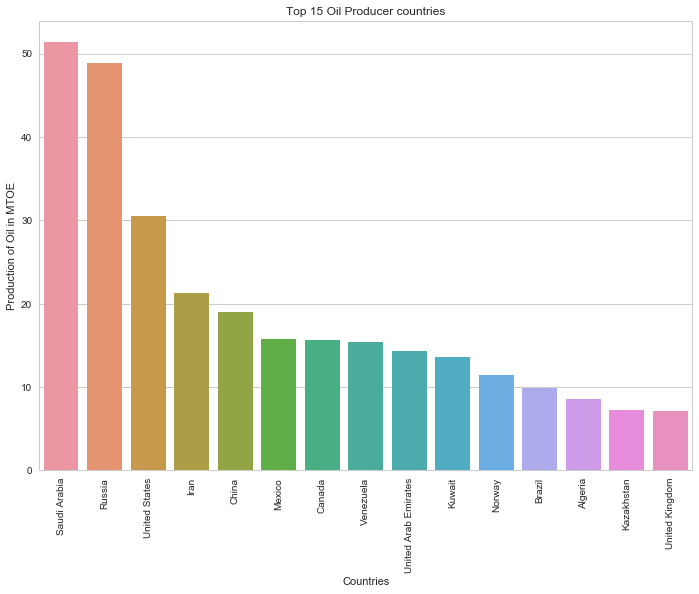 Top 15 Oil Producer countries
Production of Oil in MTOE
50
40
30
20
10
0
Saudi Arabia
Russia
United States
Iran
China
Mexico
Canada
Venezuela
United Arab Emirates
Kuwait
Norway
Brazil
Algeria
Kazakhstan
United Kingdom
Countries